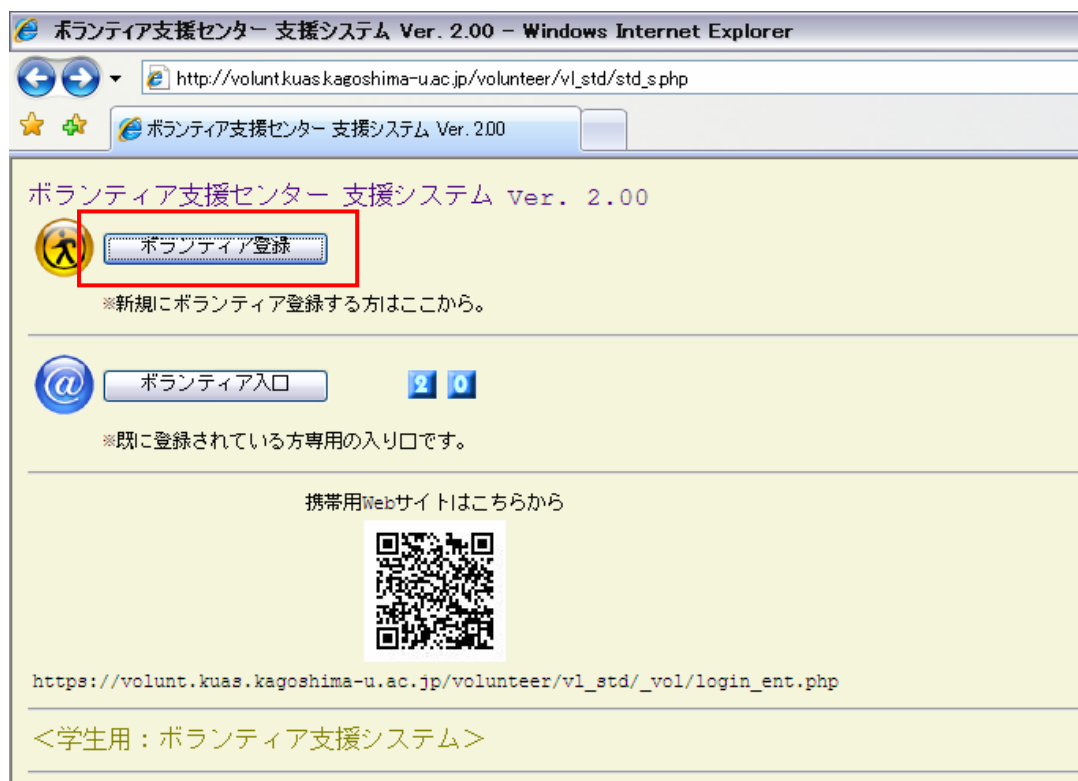 ボランティア支援センター 支援システム Ver. 2.00 - Windows Internet Explorer
http://volunt.kuas.kagoshima-u.ac.jp/volunteer/vl_std/std_s.php
ボランティア支援センター 支援システム Ver. 2.00
ボランティア支援センター 支援システム Ver. 2.00
ボランティア登録
※新規にボランティア登録する方はここから。
@ ボランティア入口 2 0
※既に登録されている方専用の入り口です。
携帯用Webサイトはこちらから
https://volunt.kuas.kagoshima-u.ac.jp/volunteer/vl_std/_vol/login_ent.php
＜学生用：ボランティア支援システム＞